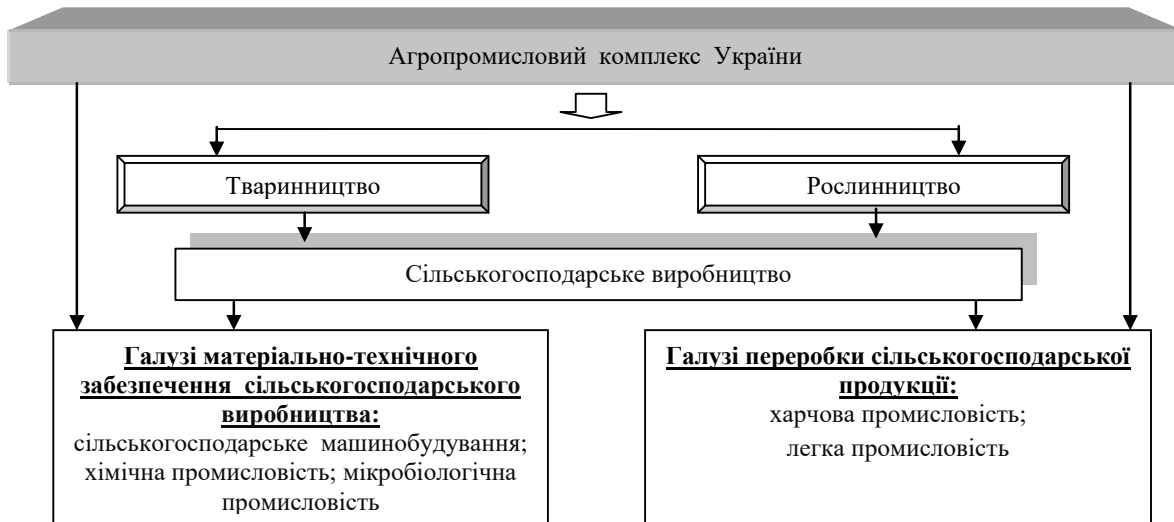 Агропромисловий комплекс України
Тваринництво
Рослинництво
Сільськогосподарське виробництво
Галузі матеріально-технічного
забезпечення сільськогосподарського
виробництва:
сільськогосподарське машинобудування;
хімічна промисловість; мікробіологічна
промисловість
Галузі переробки сільськогосподарської
продукції:
харчова промисловість;
легка промисловість